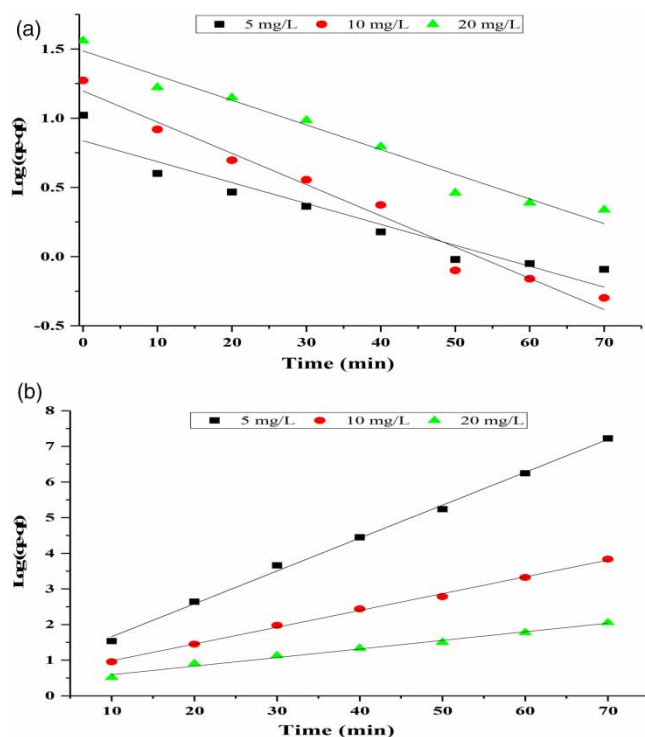 (a)
5 mg/L 10 mg/L 20 mg/L
1.5
1.0
0.5
0.0
-0.5
Log(qe-qt)
0 10 20 30 40 50 60 70
Time (min)
(b)
5 mg/L 10 mg/L 20 mg/L
8
7
6
5
4
3
2
1
0
Log(qe-qt)
10 20 30 40 50 60 70
Time (min)